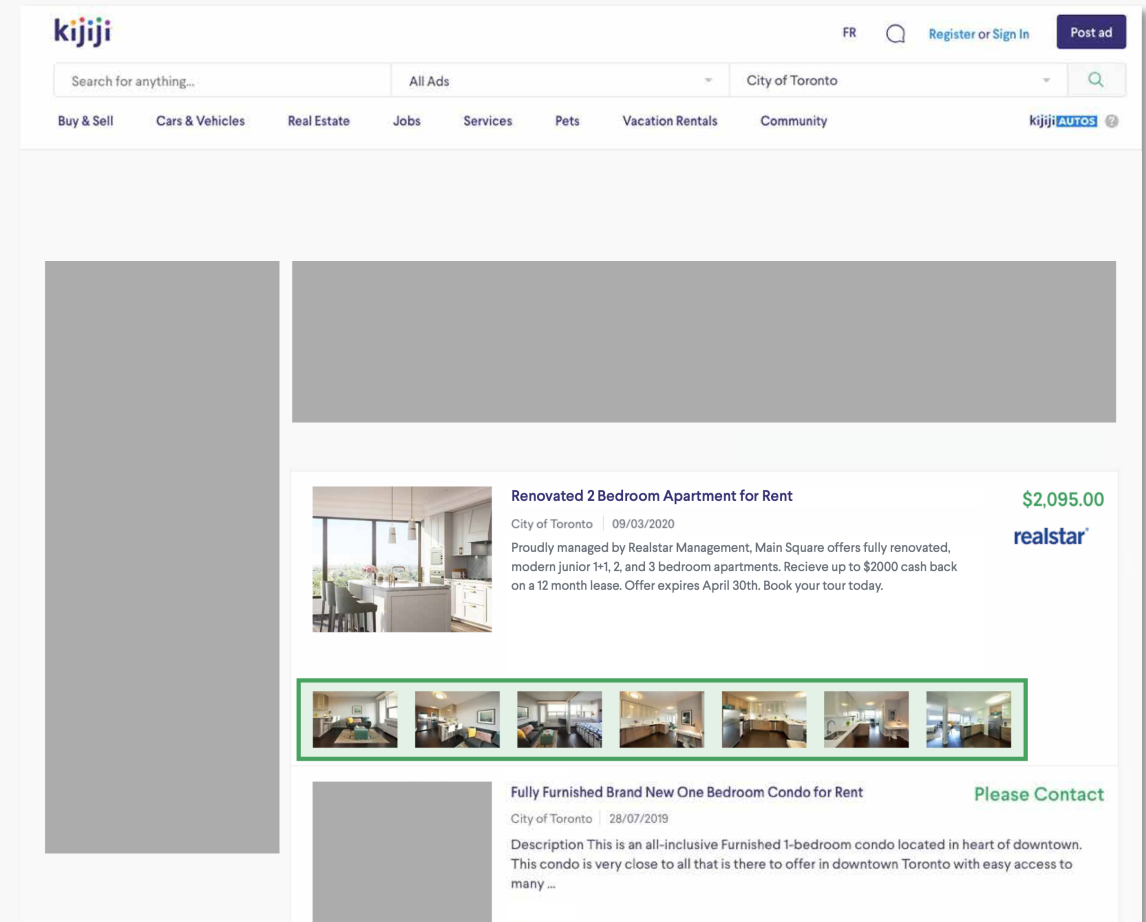 kijiji
FR
Register or Sign In
Post ad
Search for anything...
All Ads
City of Toronto
Buy & Sell
Cars & Vehicles
Real Estate
Jobs
Services
Pets
Vacation Rentals
Community
kijiji AUTOS ?
Renovated 2 Bedroom Apartment for Rent
$2,095.00
City of Toronto | 09/03/2020
realstar
Proudly managed by Realstar Management, Main Square offers fully renovated,
modern junior 1+1, 2, and 3 bedroom apartments. Recieve up to $2000 cash back
on a 12 month lease. Offer expires April 30th. Book your tour today.
Fully Furnished Brand New One Bedroom Condo for Rent
Please Contact
City of Toronto | 28/07/2019
Description This is an all-inclusive Furnished 1-bedroom condo located in heart of downtown.
This condo is very close to all that is there to offer in downtown Toronto with easy access to
many ...